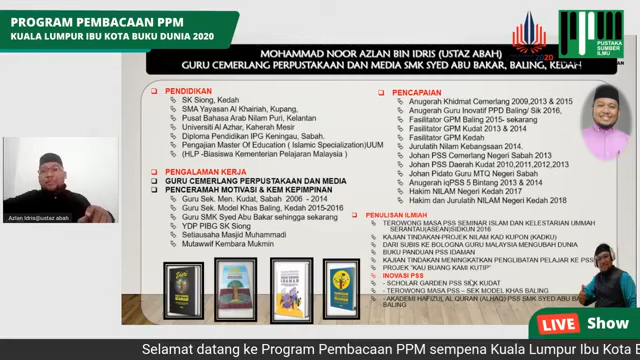 PROGRAM PEMBACAAN PPM
KUALA LUMPUR IBU KOTA BUKU DUNIA 2020
2020
PUSTAKA
SUMBER
ILMU
MOHAMMAD NOOR AZLAN BIN IDRIS (USTAZ ABAH)
GURU CEMERLANG PERPUSTAKAAN DAN MEDIA SMK SYED ABU BAKAR, BALING, KEDAH
PENDIDIKAN
SK Siong, Kedah
SMA Yayasan Al Khairiah, Kupang,
Pusat Bahasa Arab Nilam Puri, Kelantan
Universiti Al Azhar, Kaherah Mesir
Diploma Pendidikan IPG Keningau, Sabah.
Pengajian Master Of Education ( Islamic Specialization)UUM
(HLP -Biasiswa Kementerian Pelajaran Malaysia )
PENGALAMAN KERJA
GURU CEMERLANG PERPUSTAKAAN DAN MEDIA
PENCERAMAH MOTIVASI & KEM KEPIMPINAN
Guru Sek. Men. Kudat, Sabah 2006 - 2014
Guru Sek. Model Khas Baling, Kedah 2015-2016
Guru SMK Syed Abu Bakar sehingga sekarang
YDP PIBG SK Siong
Setiausaha Masjid Muhammadi
Mutawwif Kembara Mukmin
PENCAPAIAN
Anugerah Khidmat Cemerlang 2009,2013 & 2015
Anugerah Guru Inovatif PPD Baling/ Sik 2016,
Fasilitator GPM Baling 2015- sekarang
Fasilitator GPM Kudat 2013 & 2014
Fasilitator GPM Kedah
Jurulatih Nilam Kebangsaan 2014.
Johan PSS Cemerlang Negeri Sabah 2013
Johan PSS Daerah Kudat 2010,2011,2012,2013
Johan Pidato Guru MTQ Negeri Sabah
Anugerah iqPSS 5 Bintang 2013 & 2014
Hakim NILAM Negeri Kedah 2017
Hakim dan Jurulatih NILAM Negeri Kedah 2018
PENULISAN ILMIAH
TEROWONG MASA PSS SEMINAR ISLAM DAN KELESTARIAN UMMAH
SERANTAU(ASEAN)SIDIKUN 2016
KAJIAN TINDAKAN-PROJEK NILAM KAD KUPON (KADKU)
DARI SUBIS KE BOLOGNA GURU MALAYSIA MENGUBAH DUNIA
BUKU PANDUAN PSS IDAMAN
KAJIAN TINDAKAN MENINGKATKAN PENGLIBATAN PELAJAR KE PSS
PROJEK "KAU BUANG KAMI KUTIP"
INOVASI PSS
- SCHOLAR GARDEN PSS SIKUDAT
- TEROWONG MASA PSS – SEK MODEL KHAS BALING
- AKADEMI HAFIZUL AL QURAN (ALHAQ) PSS SMK SYED ABU BA
BALING
Azlan Idris@ustaz abah
LIVE Show
Selamat datang ke Program Pembacaan PPM sempena Kuala Lumpur Ibu Kota B